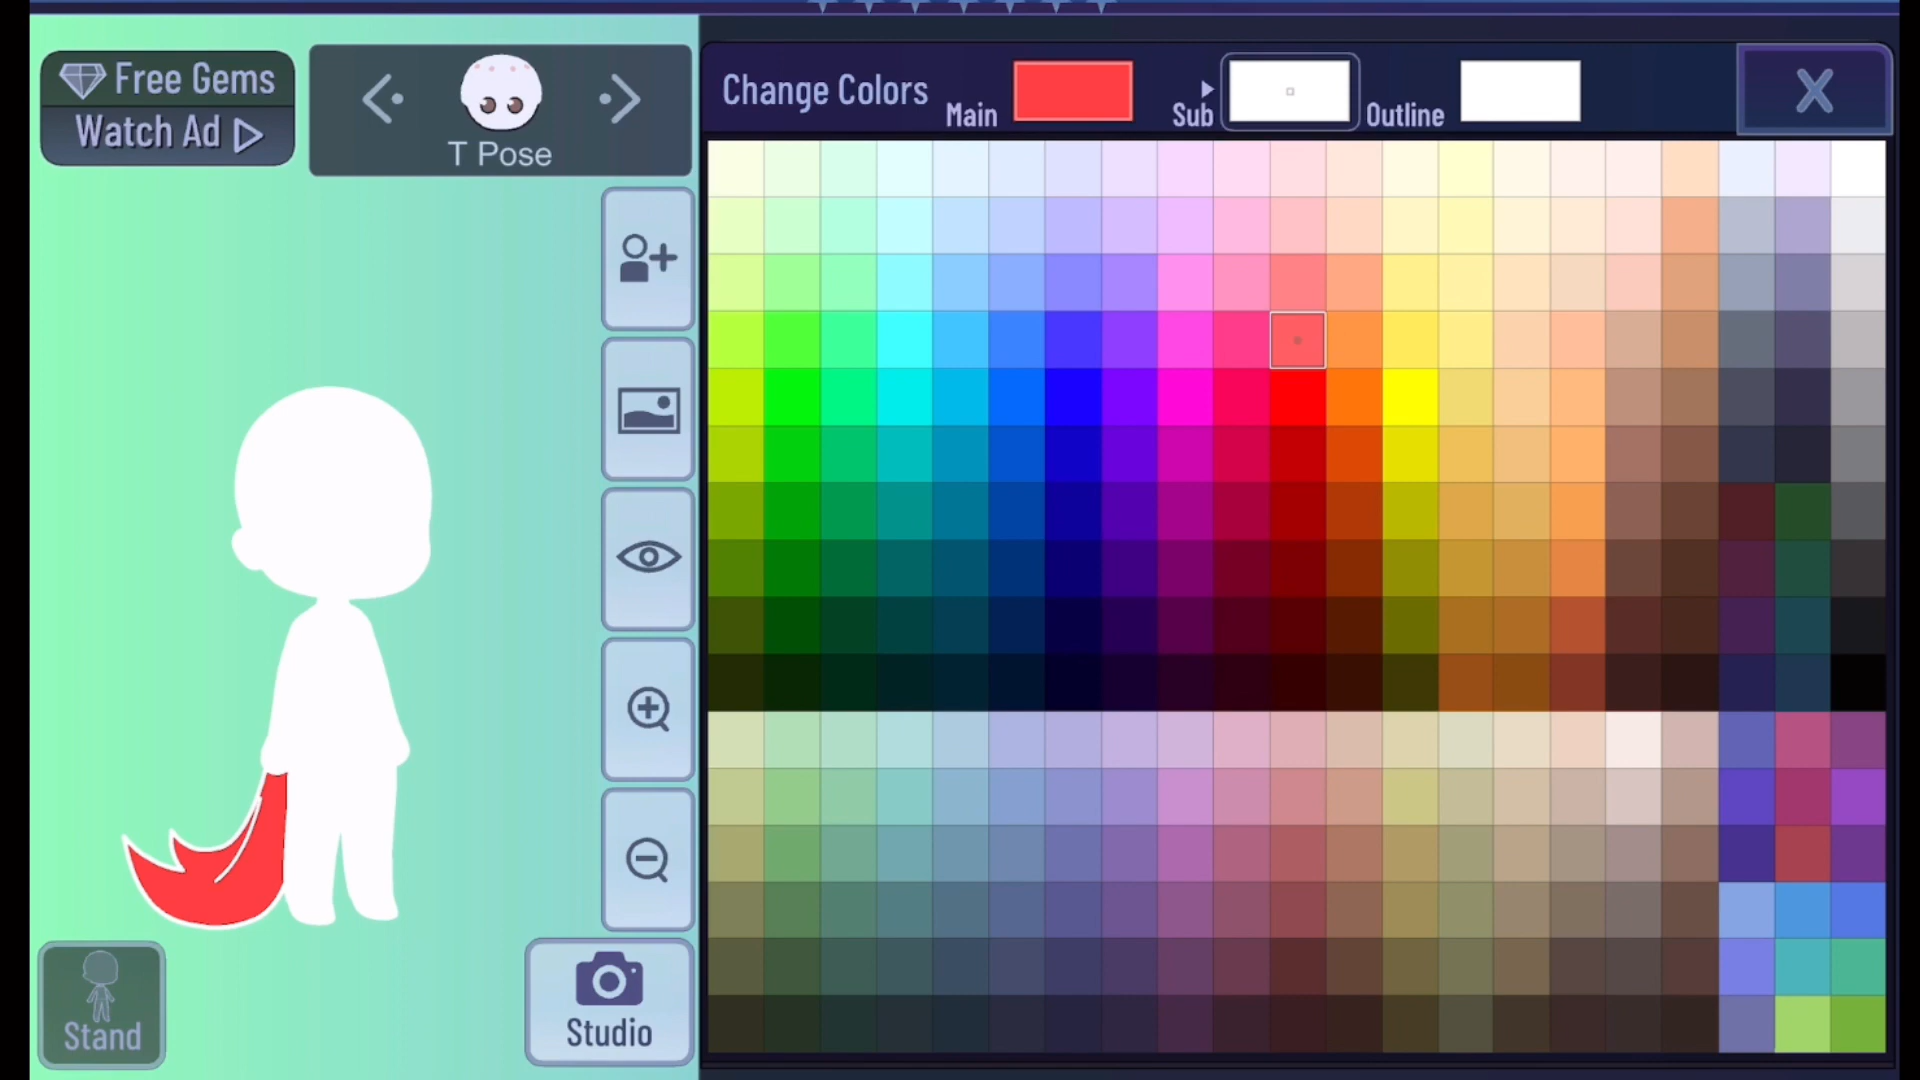 Free Gems
Watch Ad
T Pose
Change Colors
Main
Sub
Outline
X
Stand
Studio